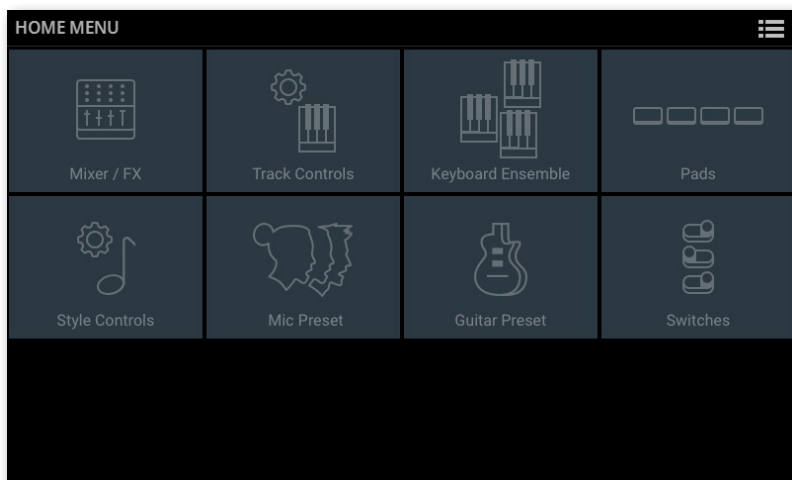 HOME MENU
Mixer / FX
Track Controls
Keyboard Ensemble
Pads
Style Controls
Mic Preset
Guitar Preset
Switches